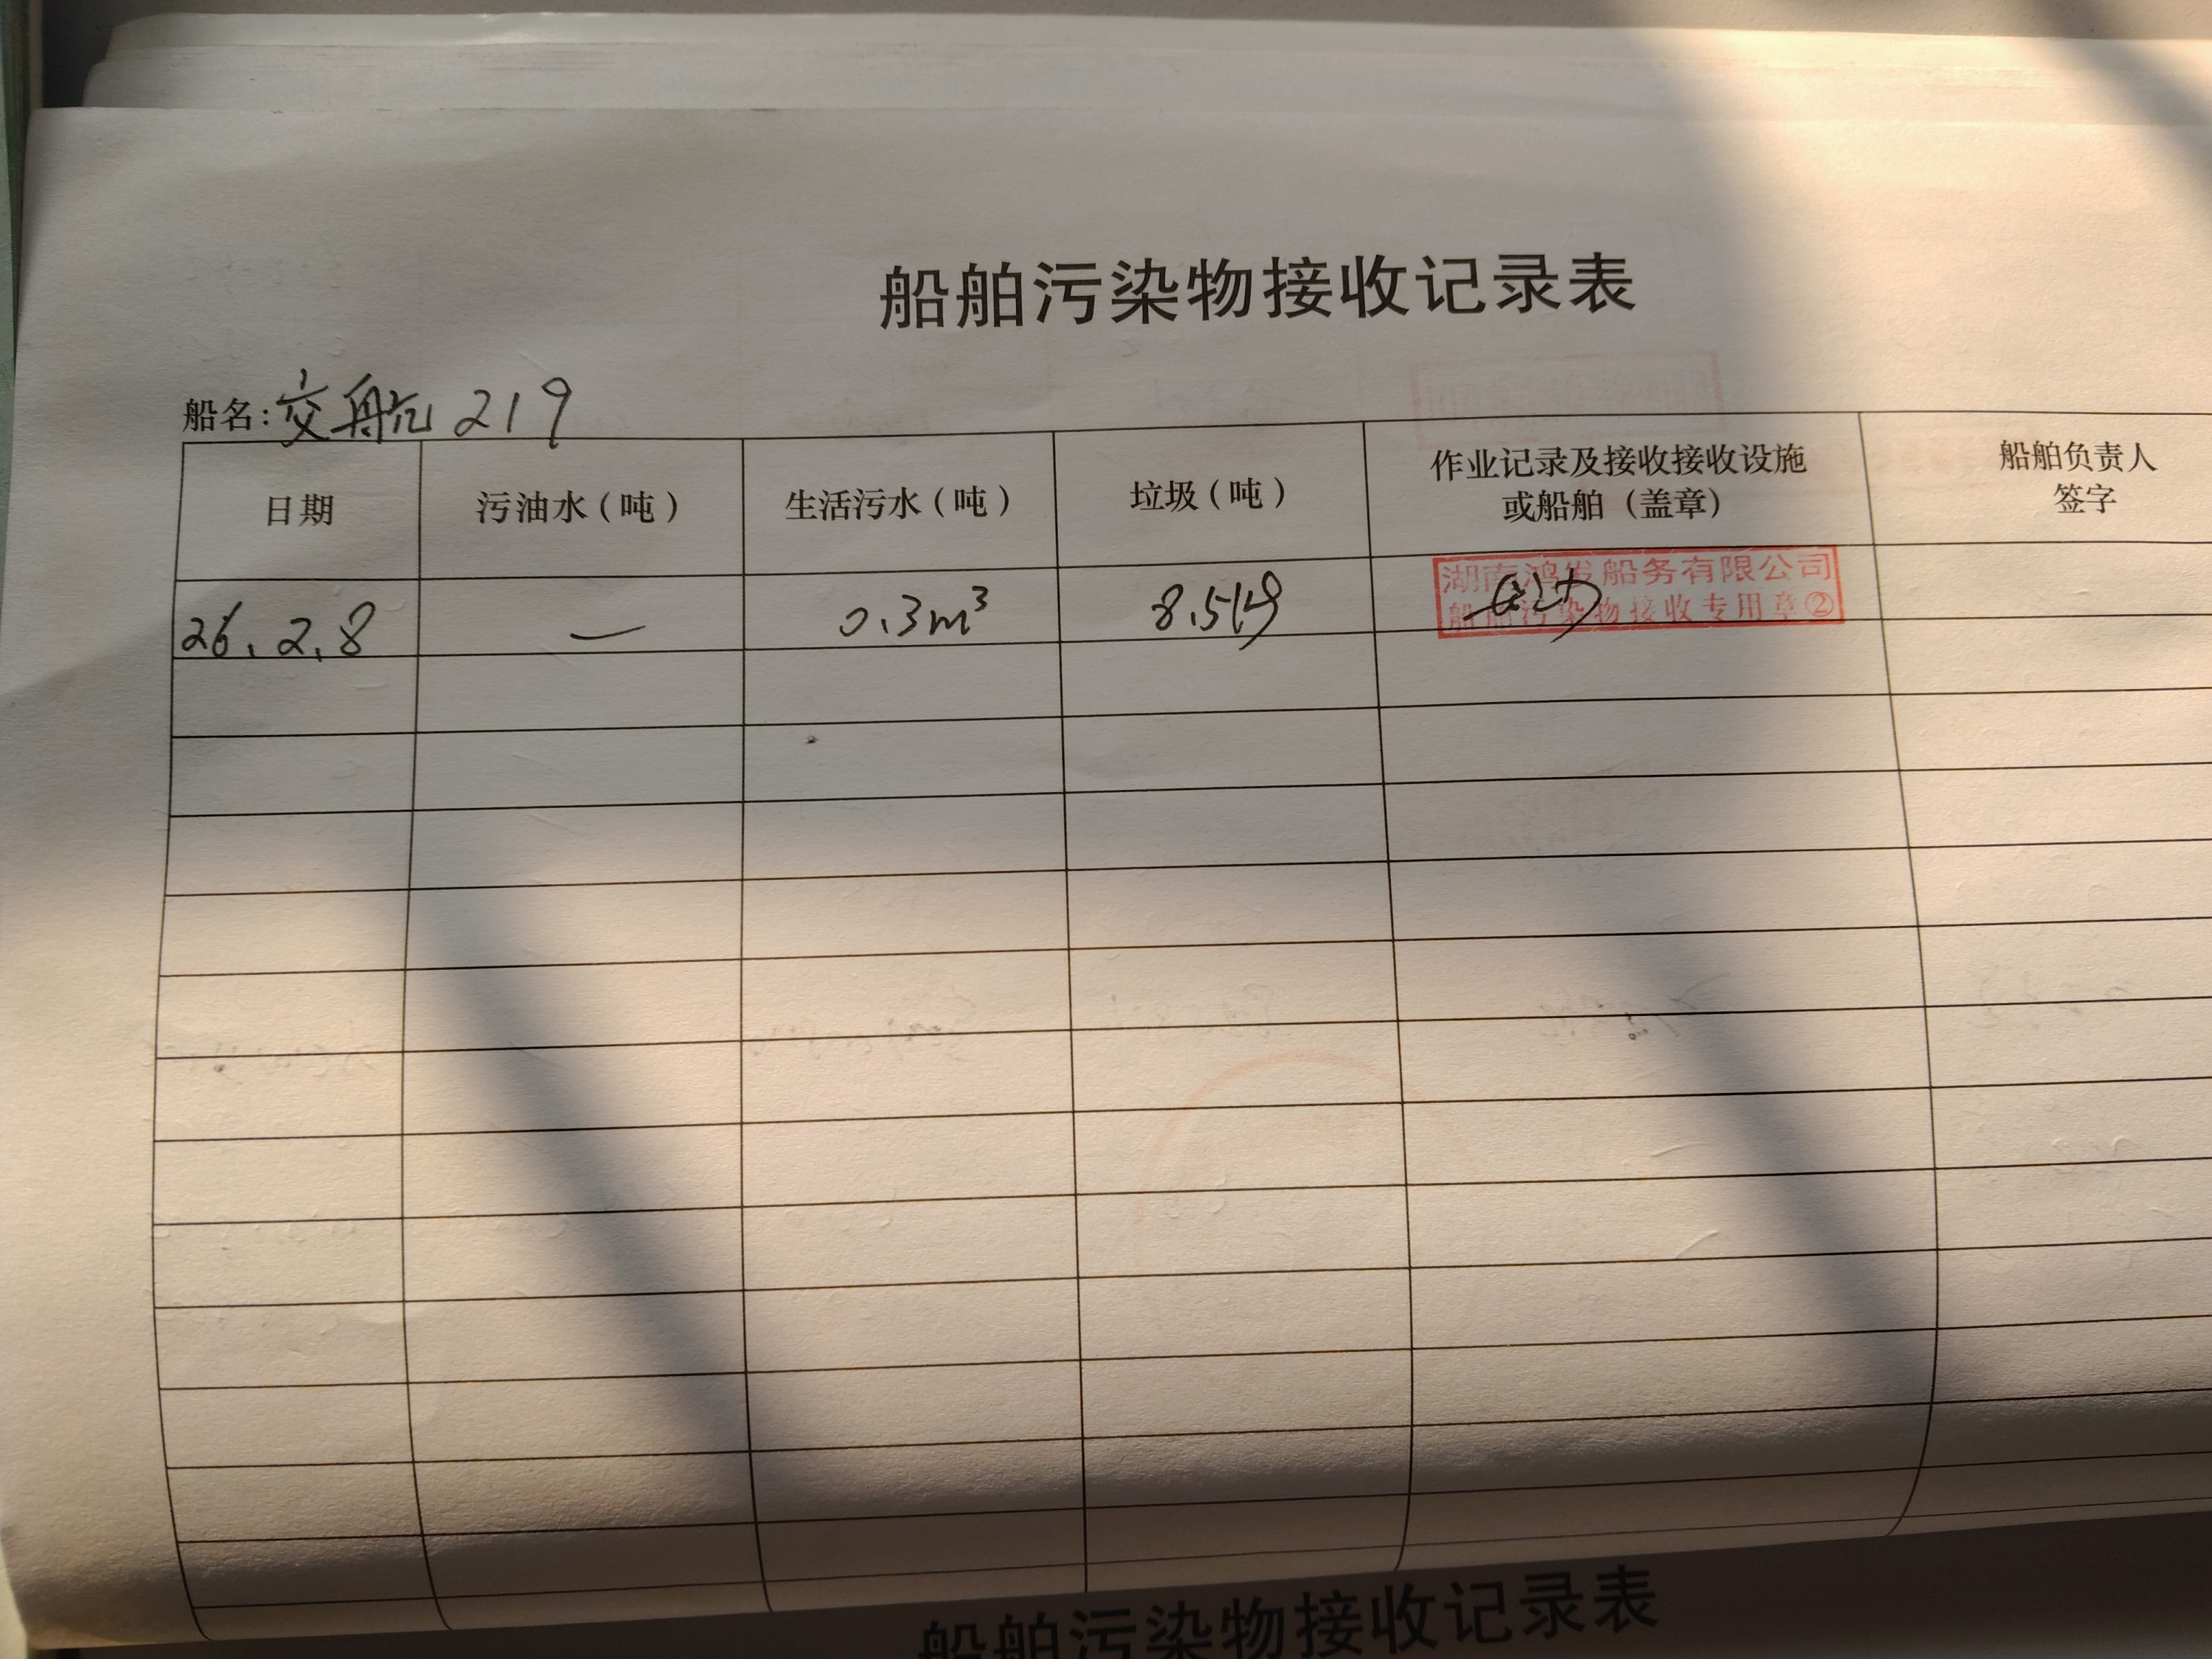 船舶污染物接收记录表
船名:交航 219
日期 污油水(吨) 生活污水(吨) 垃圾(吨) 作业记录及接收接收设施或船舶(盖章) 船舶负责人签字
26.2.8 — 0.3m³ 8.5kg
湖南鸿发船务有限公司
船舶污染物接收专用章②
船舶污染物接收记录表